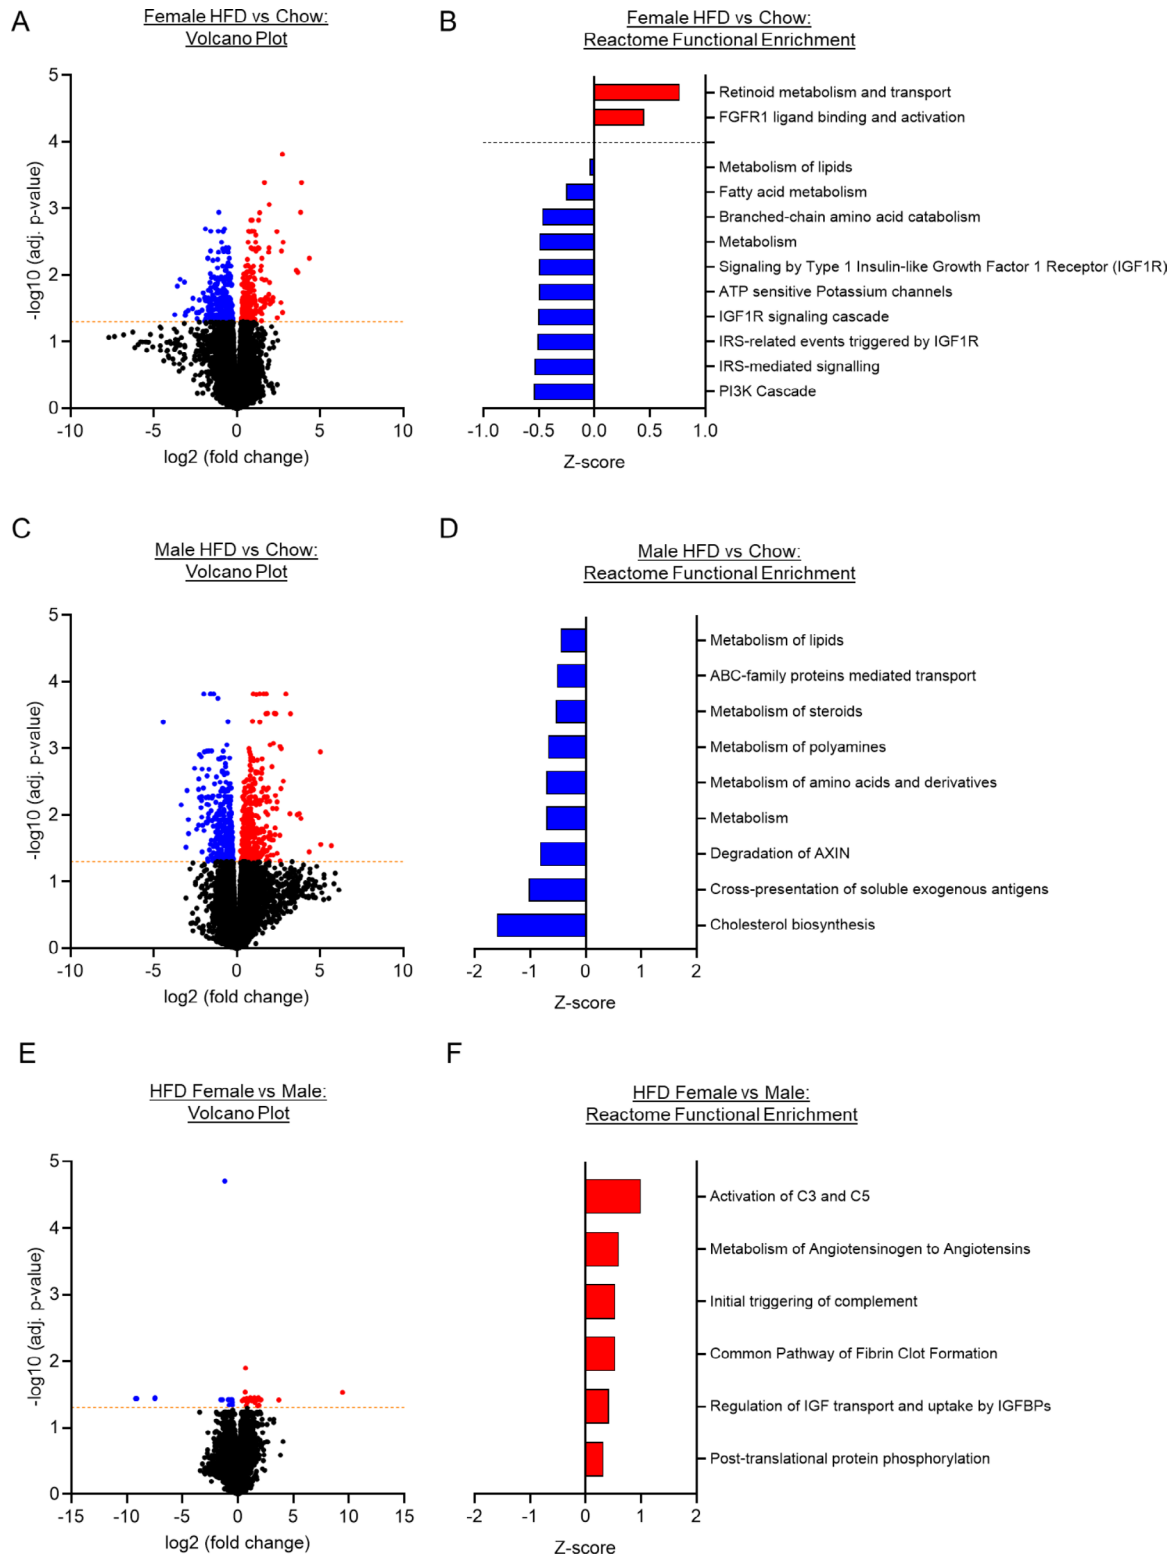 A
Female HFD vs Chow:
Volcano Plot
5
4
3
2
1
0
-log10 (adj. p-value)
-10
-5
0
5
10
log2 (fold change)
B
Female HFD vs Chow:
Reactome Functional Enrichment
Retinoid metabolism and transport
FGFR1 ligand binding and activation
Metabolism of lipids
Fatty acid metabolism
Branched-chain amino acid catabolism
Metabolism
Signaling by Type 1 Insulin-like Growth Factor 1 Receptor (IGF1R)
ATP sensitive Potassium channels
IGF1R signaling cascade
IRS-related events triggered by IGF1R
IRS-mediated signalling
PI3K Cascade
-1.0
-0.5
0.0
0.5
1.0
Z-score
C
Male HFD vs Chow:
Volcano Plot
5
4
3
2
1
0
-log10 (adj. p-value)
-10
-5
0
5
10
log2 (fold change)
D
Male HFD vs Chow:
Reactome Functional Enrichment
Metabolism of lipids
ABC-family proteins mediated transport
Metabolism of steroids
Metabolism of polyamines
Metabolism of amino acids and derivatives
Metabolism
Degradation of AXIN
Cross-presentation of soluble exogenous antigens
Cholesterol biosynthesis
-2
-1
0
1
2
Z-score
E
HFD Female vs Male:
Volcano Plot
5
4
3
2
1
0
-log10 (adj. p-value)
-15
-10
-5
0
5
10
15
log2 (fold change)
F
HFD Female vs Male:
Reactome Functional Enrichment
Activation of C3 and C5
Metabolism of Angiotensinogen to Angiotensins
Initial triggering of complement
Common Pathway of Fibrin Clot Formation
Regulation of IGF transport and uptake by IGFBPs
Post-translational protein phosphorylation
-2
-1
0
1
2
Z-score